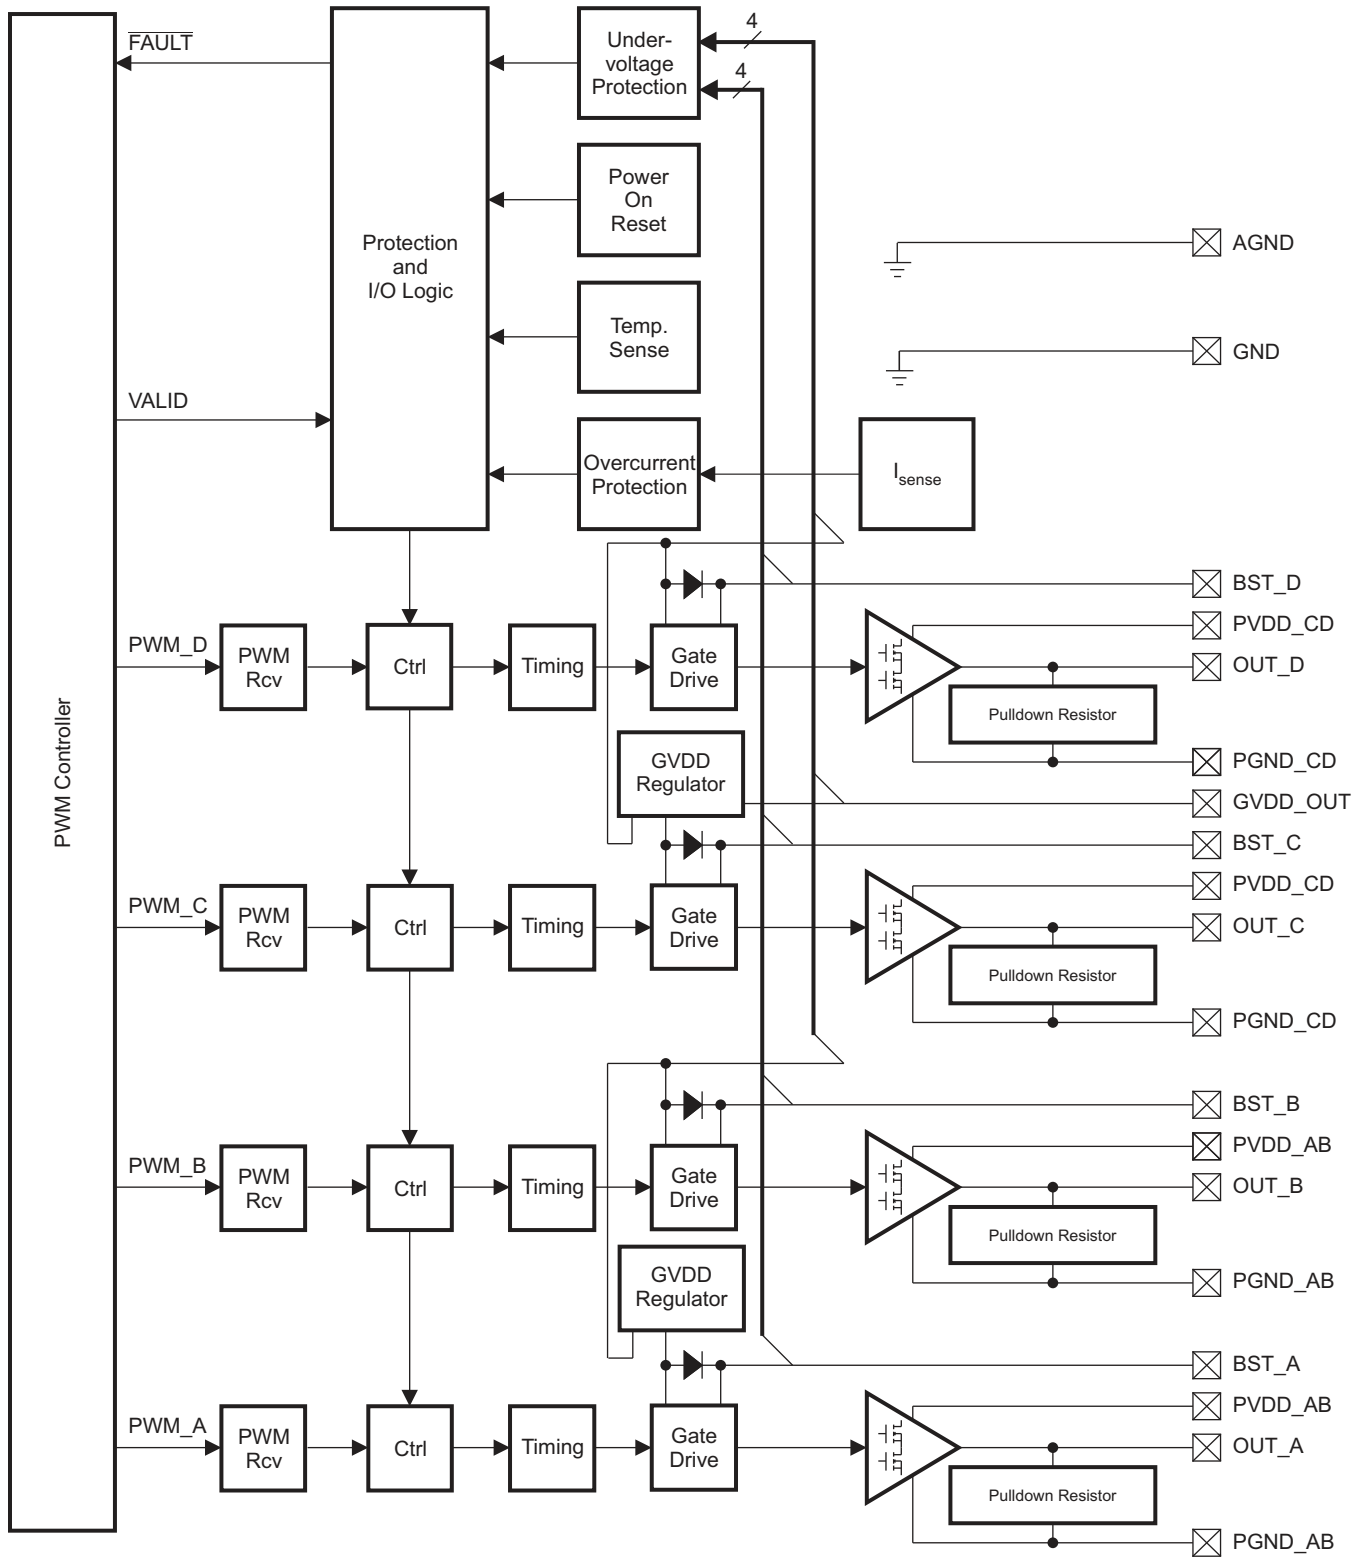 FAULT
Under-
voltage
Protection
4
4
Power
On
Reset
Protection
and
I/O Logic
AGND
Temp.
Sense
GND
VALID
Overcurrent
Protection
Isense
BST_D
PVDD_CD
PWM_D
PWM
Rcv
Ctrl
Timing
Gate
Drive
OUT_D
Pulldown Resistor
PWM Controller
GVDD
Regulator
PGND_CD
GVDD_OUT
BST_C
PVDD_CD
PWM_C
PWM
Rcv
Ctrl
Timing
Gate
Drive
OUT_C
Pulldown Resistor
PGND_CD
BST_B
PVDD_AB
PWM_B
PWM
Rcv
Ctrl
Timing
Gate
Drive
OUT_B
Pulldown Resistor
GVDD
Regulator
PGND_AB
BST_A
PVDD_AB
PWM_A
PWM
Rcv
Ctrl
Timing
Gate
Drive
OUT_A
Pulldown Resistor
PGND_AB